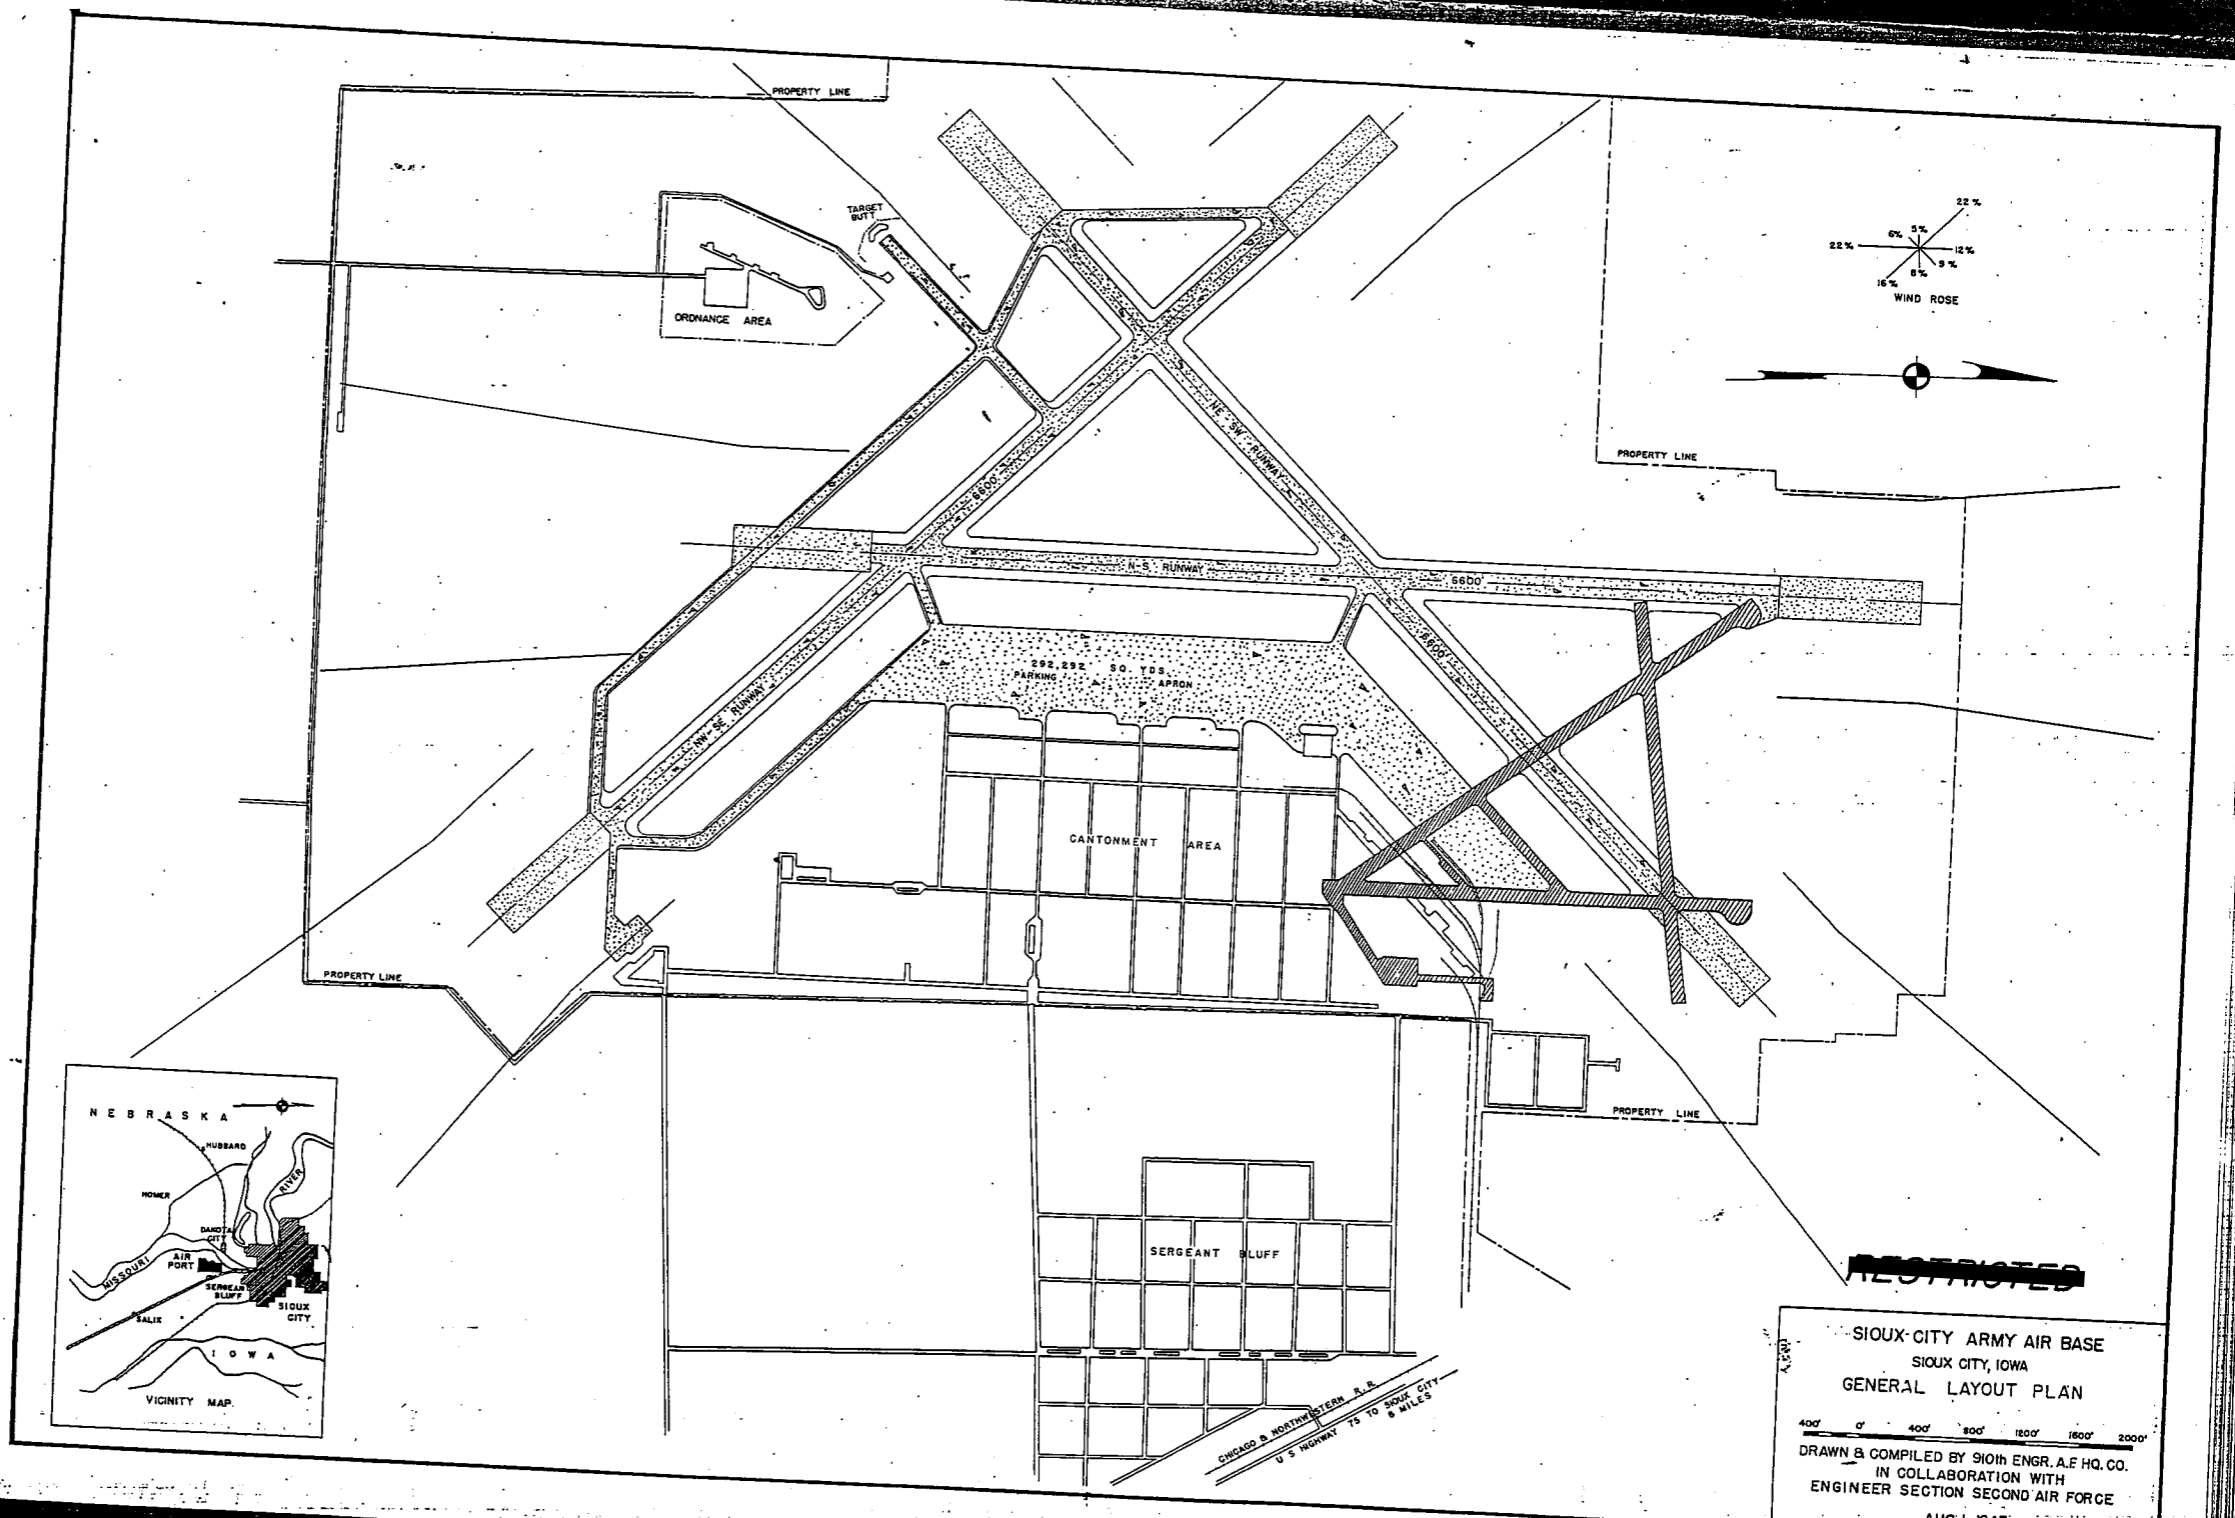 PROPERTY LINE
TARGET
BUTT
ORDNANCE AREA
22 %
6% 5%
22 %
12 %
9 %
8 %
16 %
WIND ROSE
PROPERTY LINE
NE - SW RUNWAY
6600'
N-S RUNWAY
6600'
6600'
292,292 SQ. YDS.
PARKING APRON
NW - SE RUNWAY
CANTONMENT AREA
PROPERTY LINE
PROPERTY LINE
NEBRASKA
HUBBARD
RIVER
HOMER
DAKOTA
CITY
AIR
PORT
MISSOURI
SERGEAN
BLUFF
SIOUX
CITY
SALIX
IOWA
VICINITY MAP.
SERGEANT BLUFF
CHICAGO & NORTHWESTERN R.R.
U S HIGHWAY 75 TO SIOUX CITY
6 MILES
RESTRICTED
SIOUX CITY ARMY AIR BASE
SIOUX CITY, IOWA
GENERAL LAYOUT PLAN
400' 0' 400' 800' 1200' 1600' 2000'
DRAWN & COMPILED BY 910th ENGR. A.F. HQ. CO.
IN COLLABORATION WITH
ENGINEER SECTION SECOND AIR FORCE